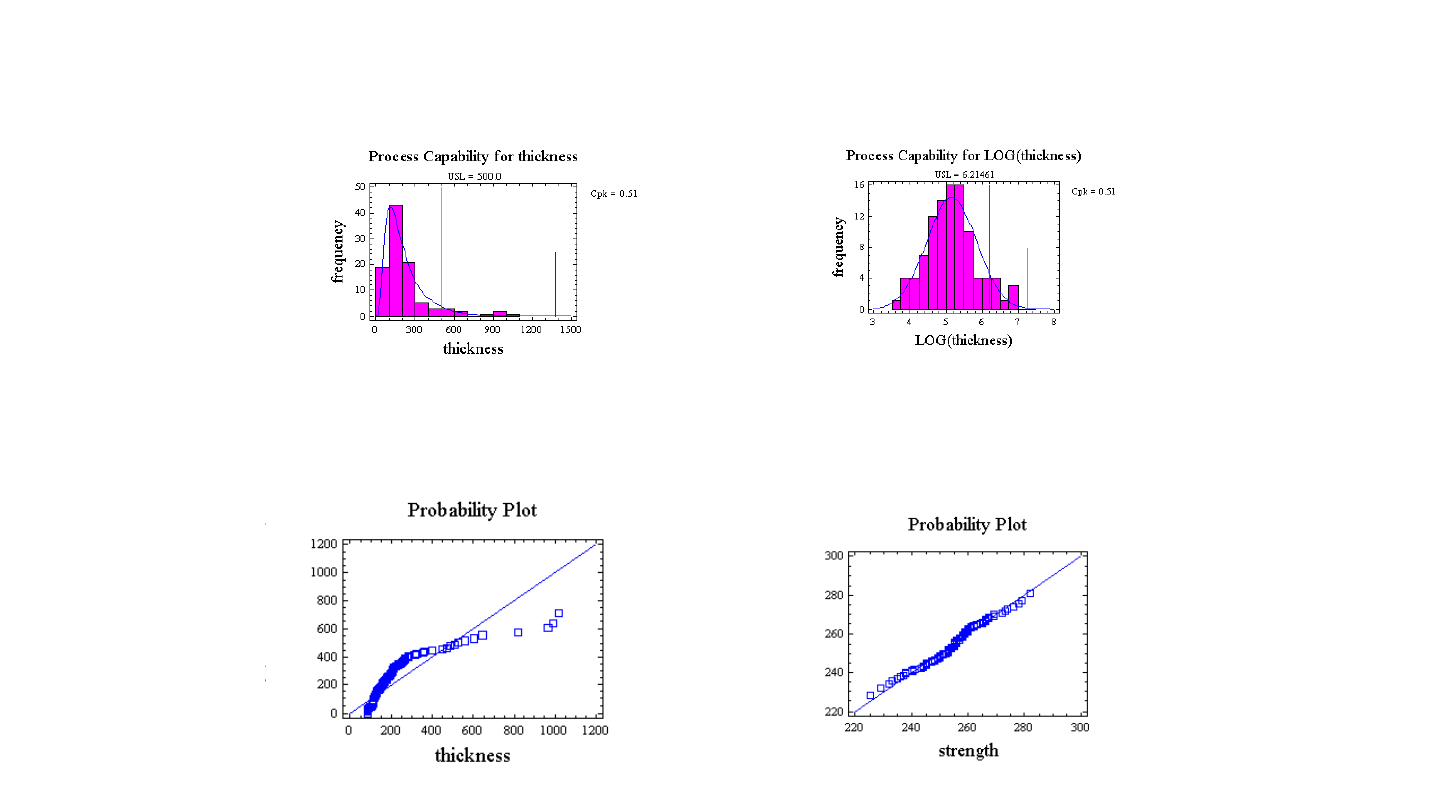 Process Capability for thickness
USL = 500.0
Cpk = 0.51
50
40
30
20
10
0
frequency
0 300 600 900 1200 1500
thickness
Process Capability for LOG(thickness)
USL = 6.21461
Cpk = 0.51
16
12
8
4
0
frequency
3 4 5 6 7 8
LOG(thickness)
Probability Plot
1200
1000
800
600
400
200
0
0 200 400 600 800 1000 1200
thickness
Probability Plot
300
280
260
240
220
220 240 260 280 300
strength